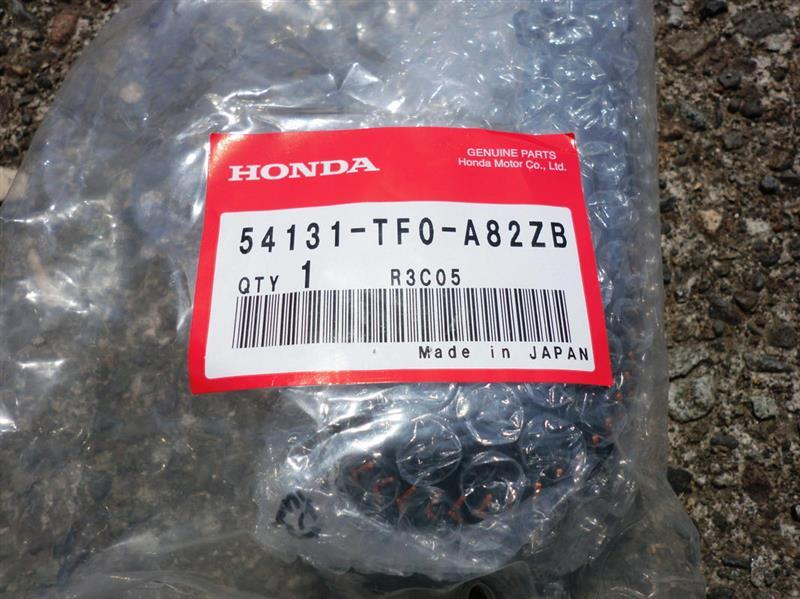 HONDA
GENUINE PARTS
Honda Motor Co., Ltd.
54131-TF0-A82ZB
QTY 1 R3C05
Made in JAPAN